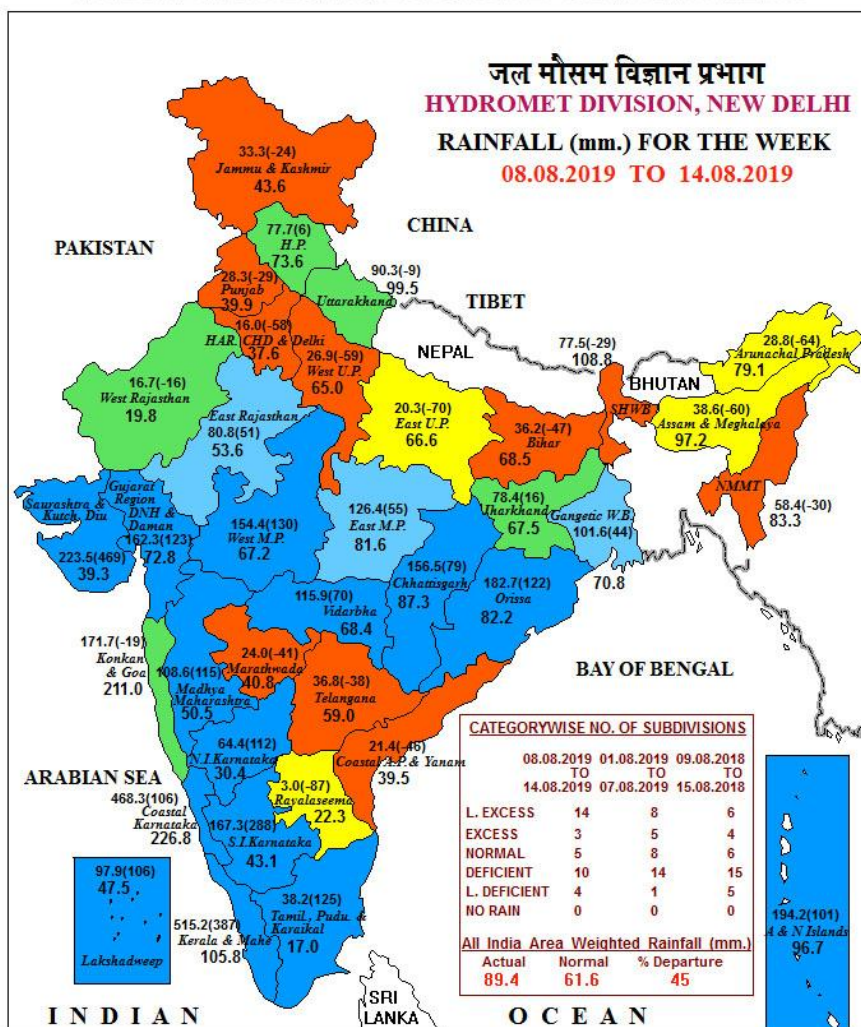 जल मौसम विज्ञान प्रभाग
HYDROMET DIVISION, NEW DELHI
RAINFALL (mm.) FOR THE WEEK
08.08.2019 TO 14.08.2019
33.3(-24)
Jammu & Kashmir
43.6
CHINA
77.7(6)
H.P.
73.6
PAKISTAN
28.3(-29)
Punjab
39.9
90.3(-9)
99.5
Uttarakhand
TIBET
16.0(-58)
HAR. CHD & Delhi
37.6
26.9(-59)
West U.P.
65.0
NEPAL
77.5(-29)
108.8
BHUTAN
28.8(-64)
Arunachal Pradesh
79.1
16.7(-16)
West Rajasthan
19.8
East Rajasthan
80.8(51)
53.6
20.3(-70)
East U.P.
66.6
36.2(-47)
Bihar
68.5
SHWB
38.6(-60)
Assam & Meghalaya
97.2
NMMT
58.4(-30)
83.3
Saurashtra &
Kutch, Diu
223.5(469)
39.3
Gujarat
Region
DNH &
Daman
162.3(123)
72.8
154.4(130)
West M.P.
67.2
126.4(55)
East M.P.
81.6
78.4(16)
Jharkhand
67.5
Gangetic W.B.
101.6(44)
70.8
156.5(79)
Chhattisgarh
87.3
182.7(122)
Orissa
82.2
115.9(70)
Vidarbha
68.4
171.7(-19)
Konkan
& Goa
211.0
108.6(115)
Madhya
Maharashtra
50.5
24.0(-41)
Marathwada
40.8
36.8(-38)
Telangana
59.0
BAY OF BENGAL
64.4(112)
N.I.Karnataka
30.4
21.4(-46)
Coastal A.P. & Yanam
39.5
ARABIAN SEA
468.3(106)
Coastal
Karnataka
226.8
3.0(-87)
Rayalaseema
22.3
167.3(288)
S.I.Karnataka
43.1
97.9(106)
47.5
Lakshadweep
515.2(387)
Kerala & Mahe
105.8
38.2(125)
Tamil., Pudu. &
Karaikal
17.0
194.2(101)
A & N Islands
96.7
CATEGORYWISE NO. OF SUBDIVISIONS
08.08.2019 01.08.2019 09.08.2018
TO TO TO
14.08.2019 07.08.2019 15.08.2018
L. EXCESS 14 8 6
EXCESS 3 5 4
NORMAL 5 8 6
DEFICIENT 10 14 15
L. DEFICIENT 4 1 5
NO RAIN 0 0 0
All India Area Weighted Rainfall (mm.)
Actual Normal % Departure
89.4 61.6 45
SRI
LANKA
INDIAN OCEAN